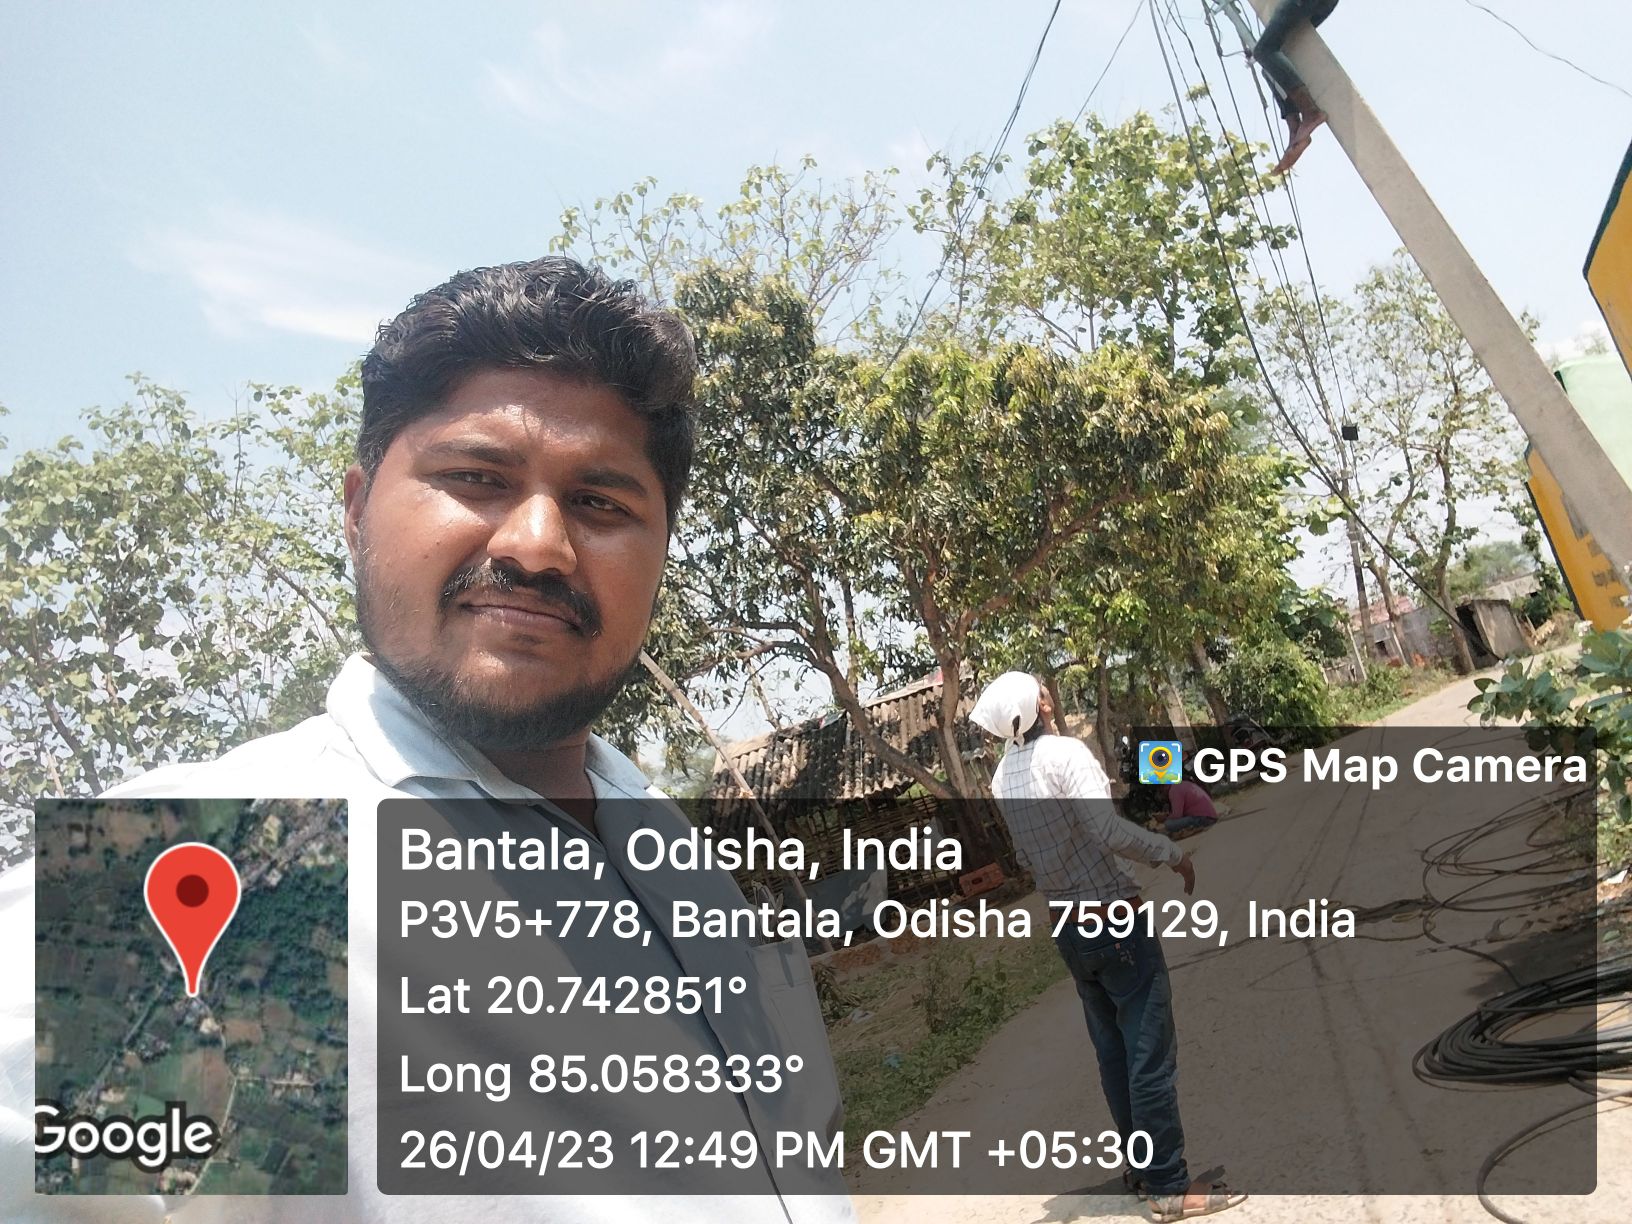 GPS Map Camera
Bantala, Odisha, India
P3V5+778, Bantala, Odisha 759129, India
Lat 20.742851°
Long 85.058333°
26/04/23 12:49 PM GMT +05:30
Google